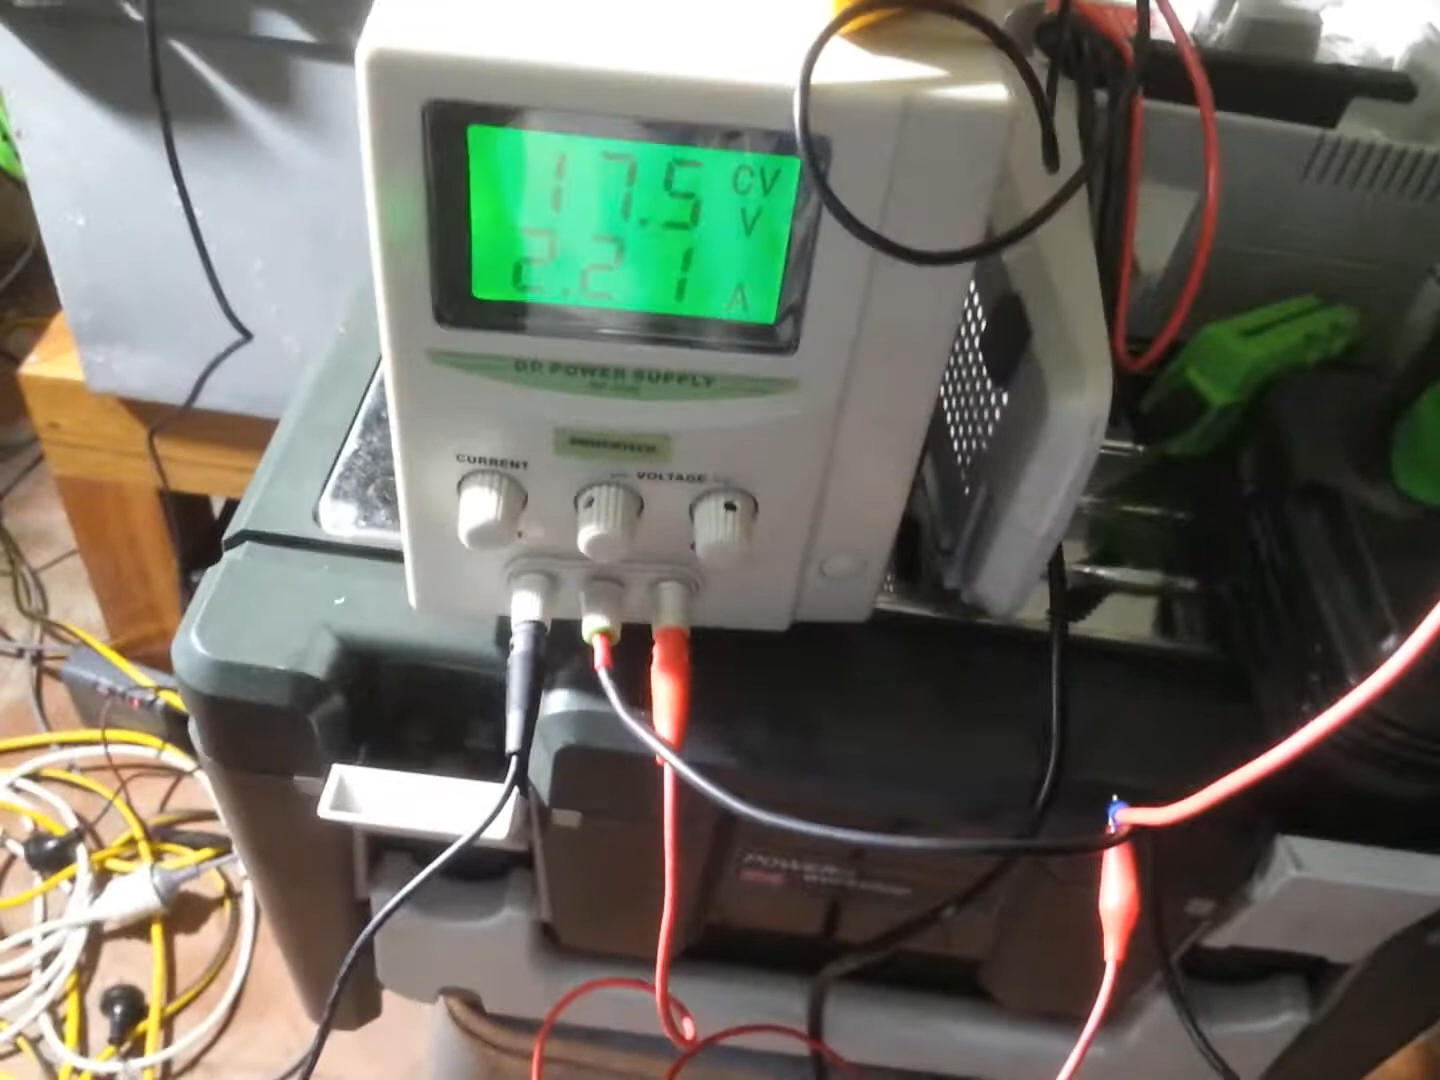 17.5 CV
V
2.21 A
DC POWER SUPPLY
CURRENT
VOLTAGE